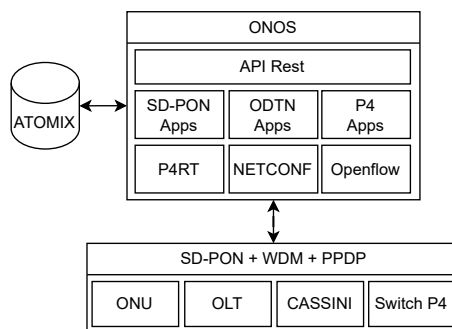 ONOS
API Rest
ATOMIX
SD-PON
Apps
ODTN
Apps
P4
Apps
P4RT
NETCONF
Openflow
SD-PON + WDM + PPDP
ONU
OLT
CASSINI
Switch P4